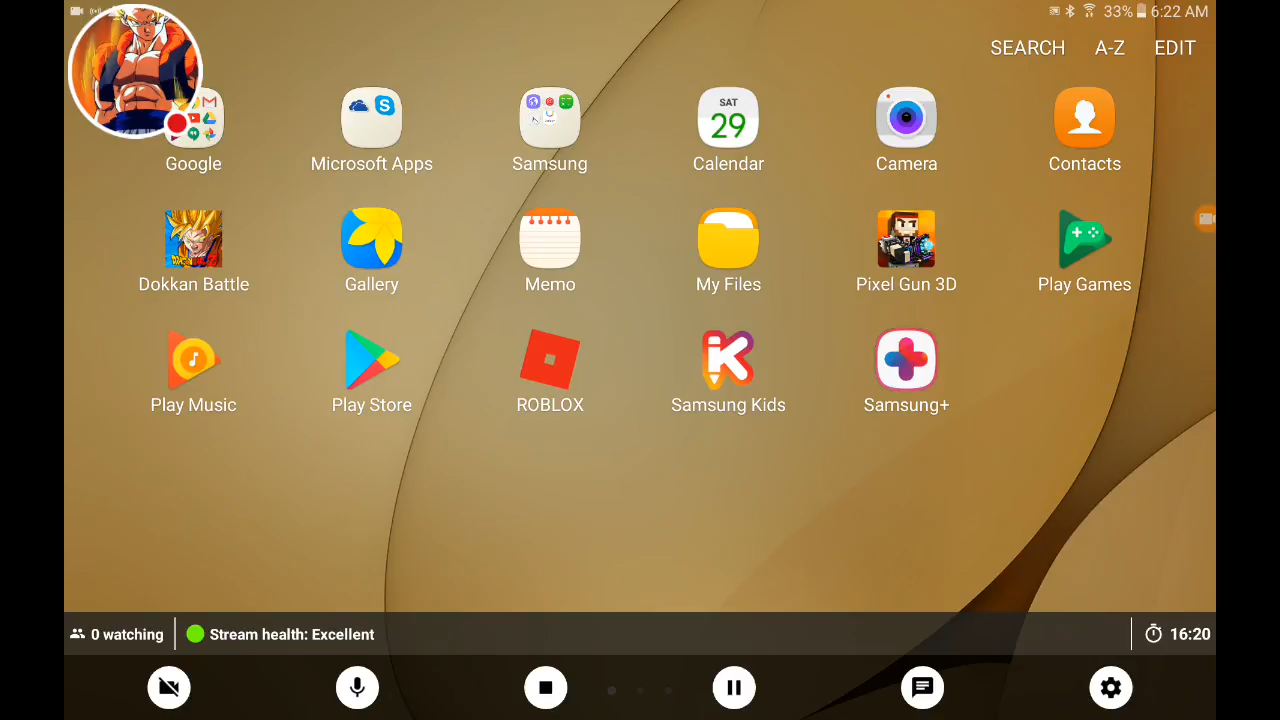 33% 6:22 AM
SEARCH A-Z EDIT
SAT
29
Google Microsoft Apps Samsung Calendar Camera Contacts
Dokkan Battle Gallery Memo My Files Pixel Gun 3D Play Games
Play Music Play Store ROBLOX Samsung Kids Samsung+
0 watching Stream health: Excellent 16:20